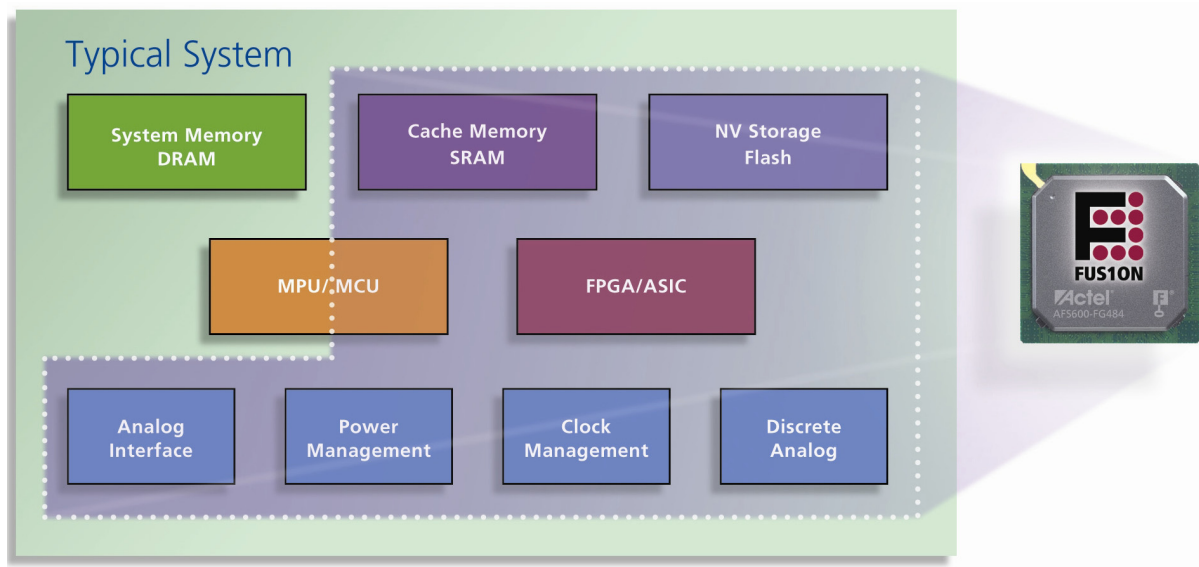 Typical System
System Memory
DRAM
Cache Memory
SRAM
NV Storage
Flash
MPU/ MCU
FPGA/ASIC
Analog
Interface
Power
Management
Clock
Management
Discrete
Analog
FUS1ON
Actel®
AFS600-FG484